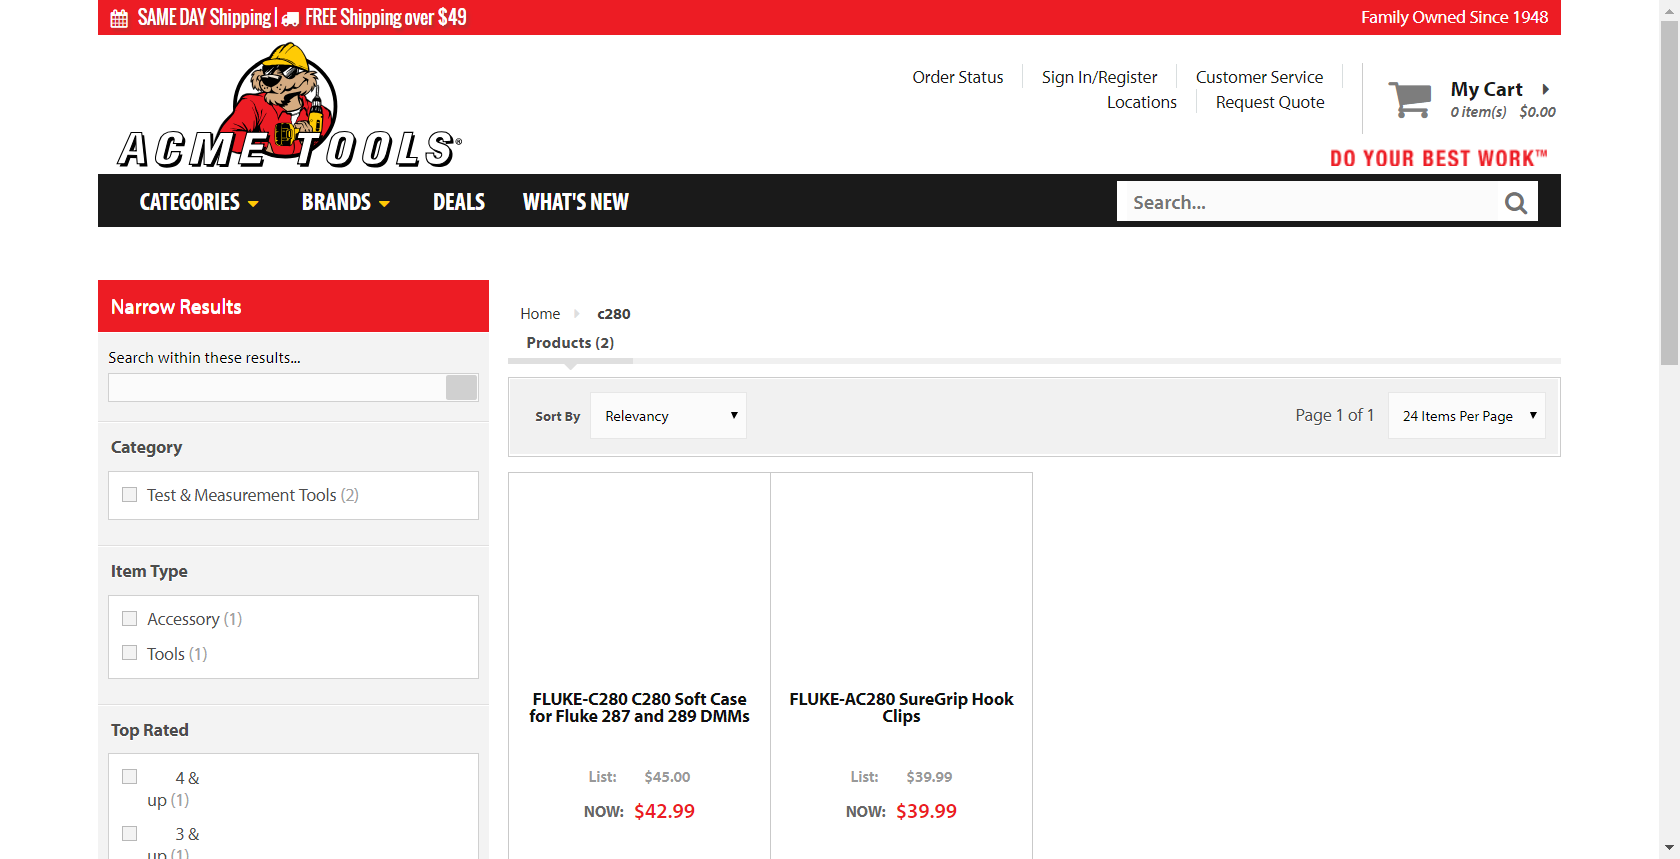 SAME DAY Shipping | FREE Shipping over $49
Family Owned Since 1948
ACME TOOLS®
Order Status
Sign In/Register
Customer Service
Locations
Request Quote
My Cart
0 item(s) $0.00
DO YOUR BEST WORK™
CATEGORIES
BRANDS
DEALS
WHAT'S NEW
Search...
Narrow Results
Search within these results...
Category
Test & Measurement Tools (2)
Item Type
Accessory (1)
Tools (1)
Top Rated
4 &
up (1)
3 &
up (1)
Home
c280
Products (2)
Sort By
Relevancy
Page 1 of 1
24 Items Per Page
FLUKE-C280 C280 Soft Case
for Fluke 287 and 289 DMMs
List: $45.00
NOW: $42.99
FLUKE-AC280 SureGrip Hook
Clips
List: $39.99
NOW: $39.99